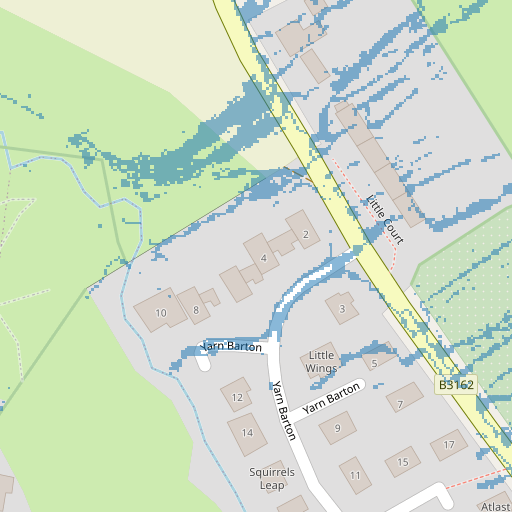 Little Court
2
4
3
10
8
Yarn Barton
Little
Wings
5
B3162
12
Yarn Barton
7
Yarn Barton
14
9
17
15
11
Squirrels
Leap
Atlast